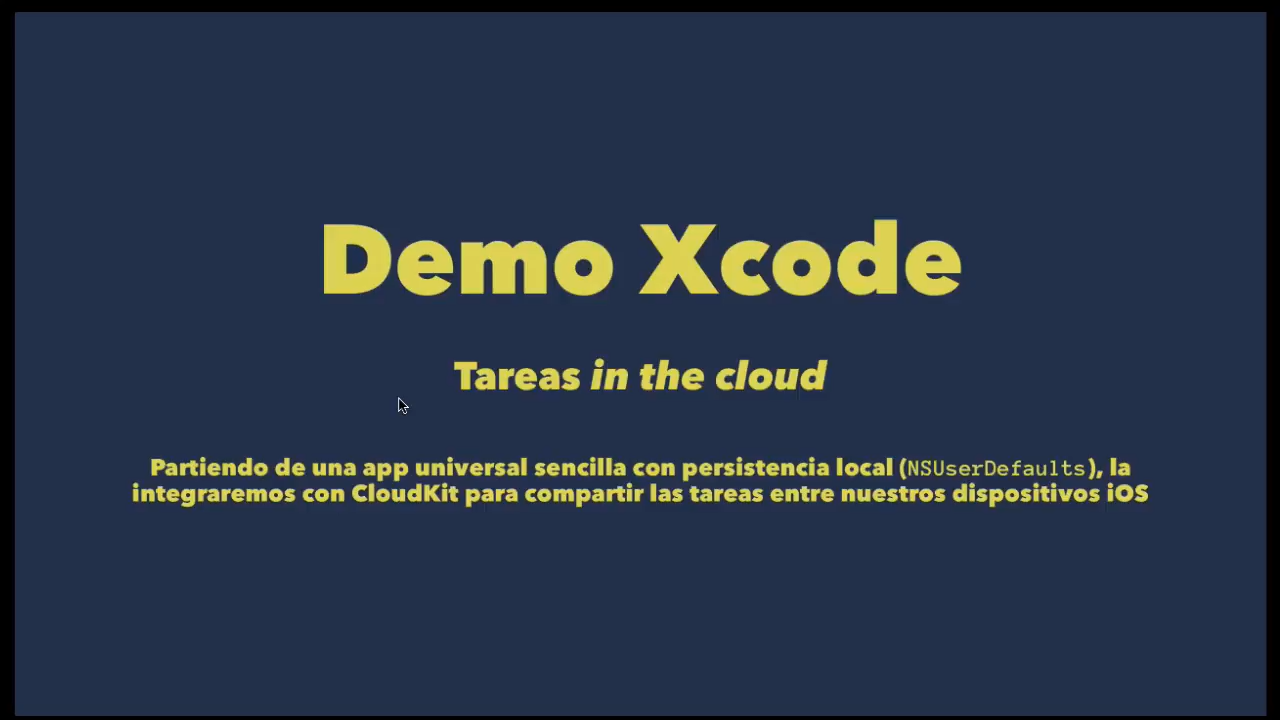 Demo Xcode
Tareas in the cloud
Partiendo de una app universal sencilla con persistencia local (NSUserDefaults), la
integraremos con CloudKit para compartir las tareas entre nuestros dispositivos iOS